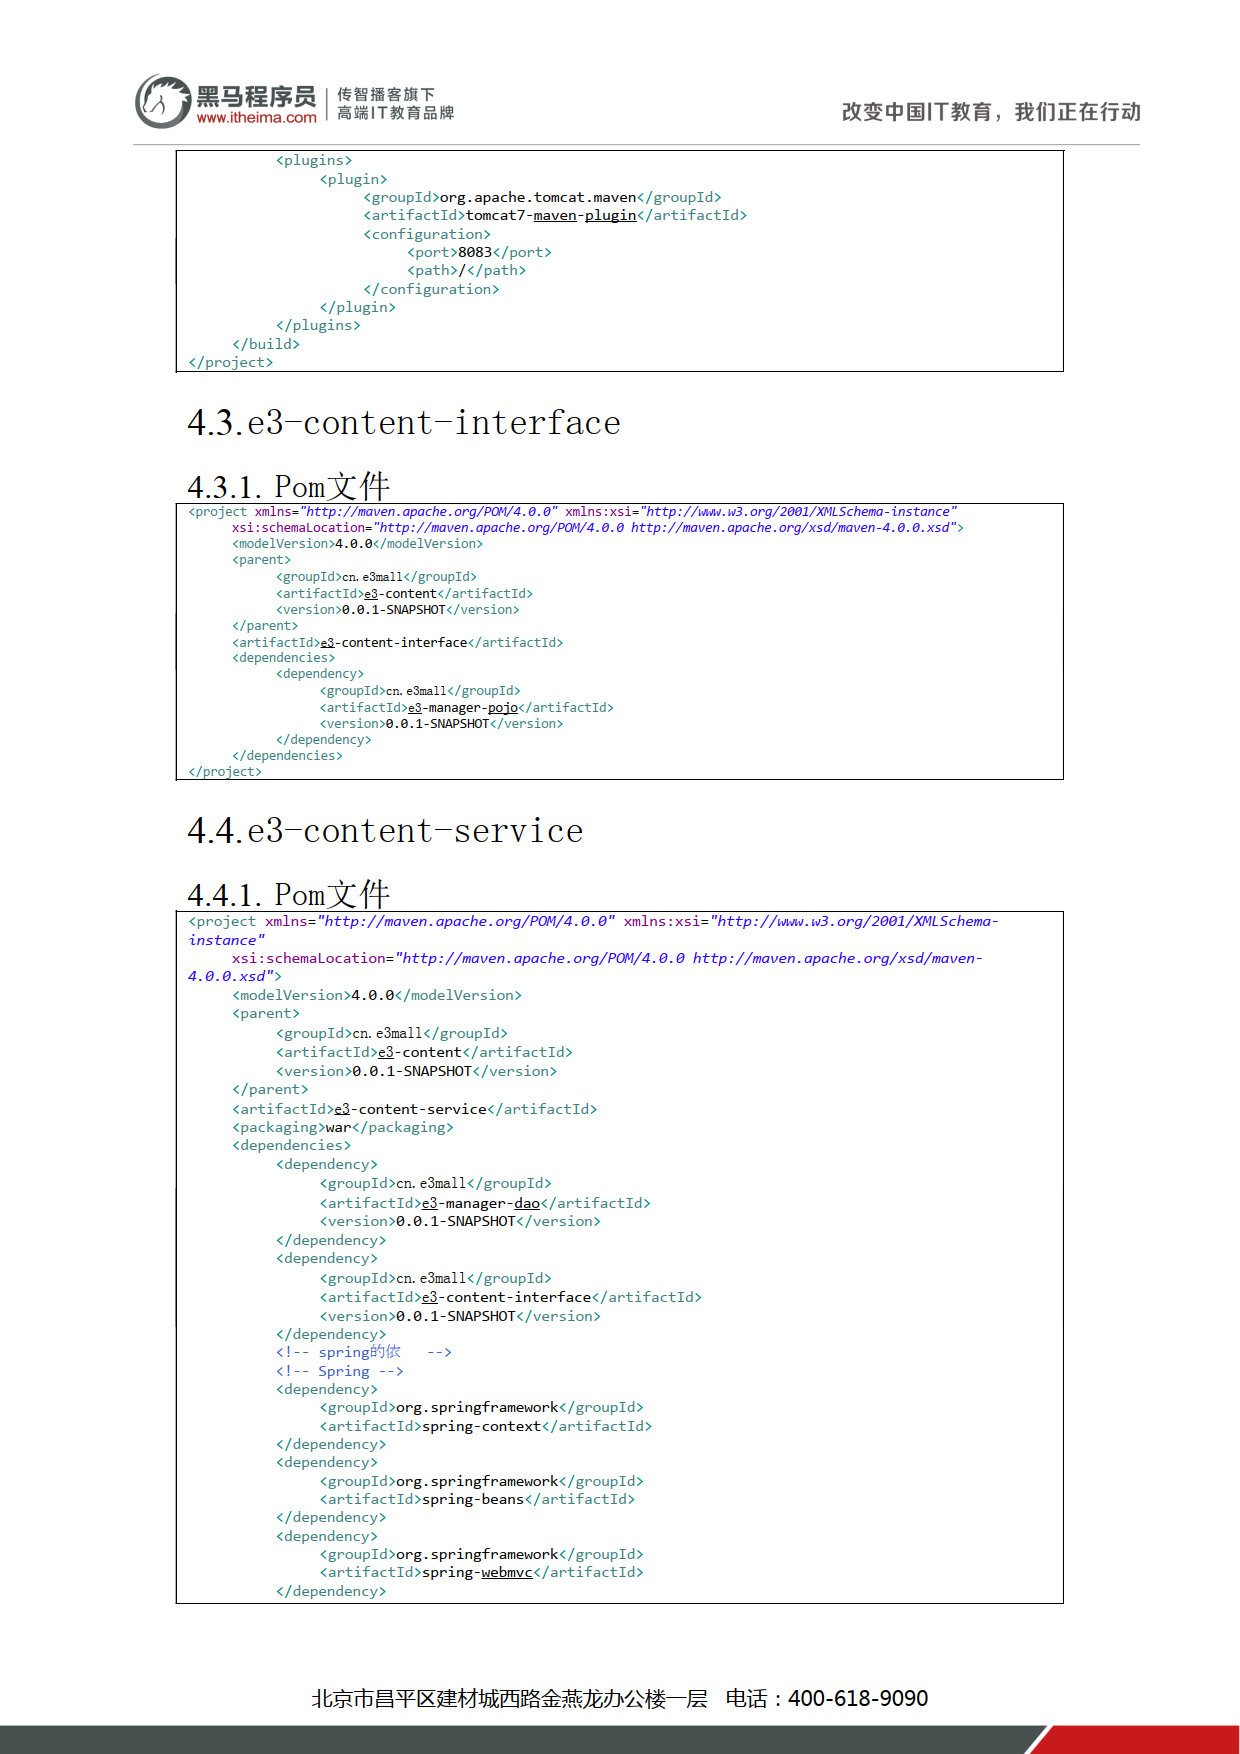 黑马程序员
www.itheima.com
传智播客旗下
高端IT教育品牌
改变中国IT教育，我们正在行动
<plugins>
<plugin>
<groupId>org.apache.tomcat.maven</groupId>
<artifactId>tomcat7-maven-plugin</artifactId>
<configuration>
<port>8083</port>
<path>/</path>
</configuration>
</plugin>
</plugins>
</build>
</project>
4.3.e3-content-interface
4.3.1. Pom文件
<project xmlns="http://maven.apache.org/POM/4.0.0" xmlns:xsi="http://www.w3.org/2001/XMLSchema-instance"
xsi:schemaLocation="http://maven.apache.org/POM/4.0.0 http://maven.apache.org/xsd/maven-4.0.0.xsd">
<modelVersion>4.0.0</modelVersion>
<parent>
<groupId>cn.e3mall</groupId>
<artifactId>e3-content</artifactId>
<version>0.0.1-SNAPSHOT</version>
</parent>
<artifactId>e3-content-interface</artifactId>
<dependencies>
<dependency>
<groupId>cn.e3mall</groupId>
<artifactId>e3-manager-pojo</artifactId>
<version>0.0.1-SNAPSHOT</version>
</dependency>
</dependencies>
</project>
4.4.e3-content-service
4.4.1. Pom文件
<project xmlns="http://maven.apache.org/POM/4.0.0" xmlns:xsi="http://www.w3.org/2001/XMLSchema-
instance"
xsi:schemaLocation="http://maven.apache.org/POM/4.0.0 http://maven.apache.org/xsd/maven-
4.0.0.xsd">
<modelVersion>4.0.0</modelVersion>
<parent>
<groupId>cn.e3mall</groupId>
<artifactId>e3-content</artifactId>
<version>0.0.1-SNAPSHOT</version>
</parent>
<artifactId>e3-content-service</artifactId>
<packaging>war</packaging>
<dependencies>
<dependency>
<groupId>cn.e3mall</groupId>
<artifactId>e3-manager-dao</artifactId>
<version>0.0.1-SNAPSHOT</version>
</dependency>
<dependency>
<groupId>cn.e3mall</groupId>
<artifactId>e3-content-interface</artifactId>
<version>0.0.1-SNAPSHOT</version>
</dependency>
<!-- spring的依 -->
<!-- Spring -->
<dependency>
<groupId>org.springframework</groupId>
<artifactId>spring-context</artifactId>
</dependency>
<dependency>
<groupId>org.springframework</groupId>
<artifactId>spring-beans</artifactId>
</dependency>
<dependency>
<groupId>org.springframework</groupId>
<artifactId>spring-webmvc</artifactId>
</dependency>
北京市昌平区建材城西路金燕龙办公楼一层 电话：400-618-9090